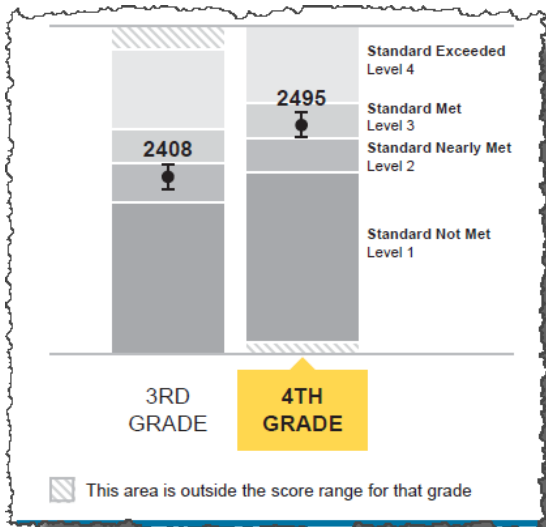 Standard Exceeded
Level 4
2495
Standard Met
Level 3
2408
Standard Nearly Met
Level 2
Standard Not Met
Level 1
3RD
GRADE
4TH
GRADE
This area is outside the score range for that grade